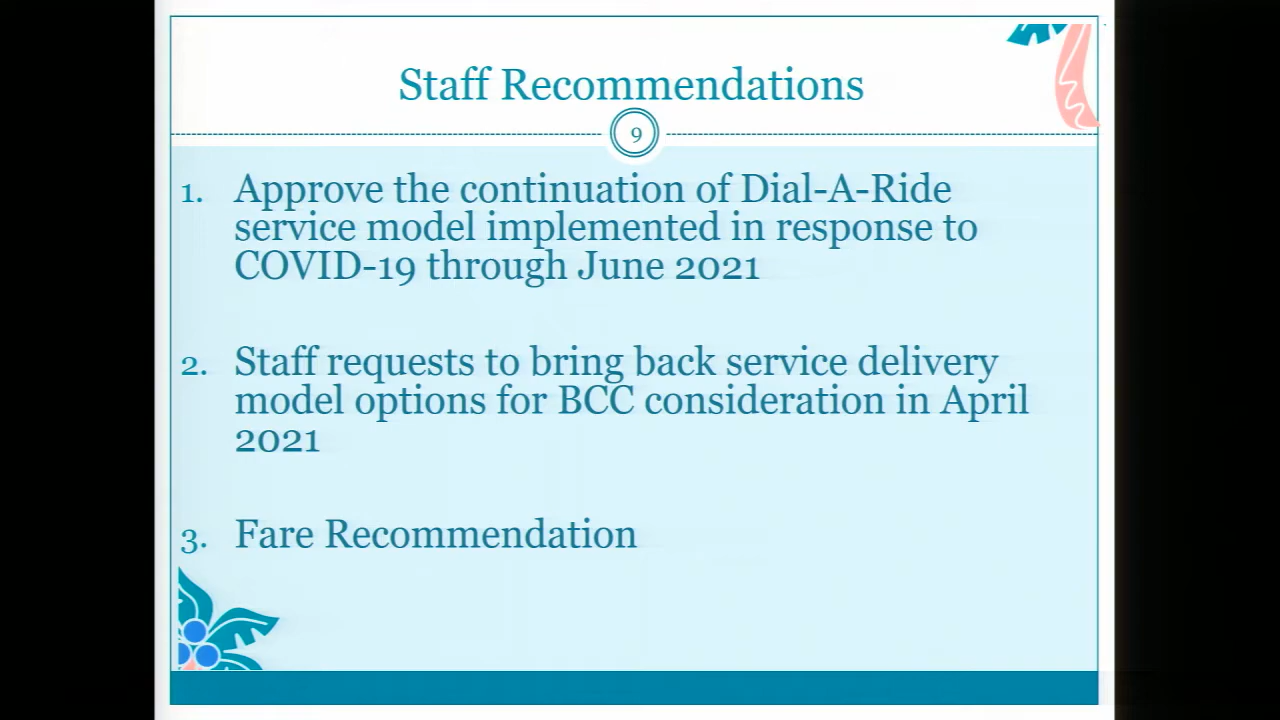 Staff Recommendations
9
1. Approve the continuation of Dial-A-Ride
service model implemented in response to
COVID-19 through June 2021
2. Staff requests to bring back service delivery
model options for BCC consideration in April
2021
3. Fare Recommendation